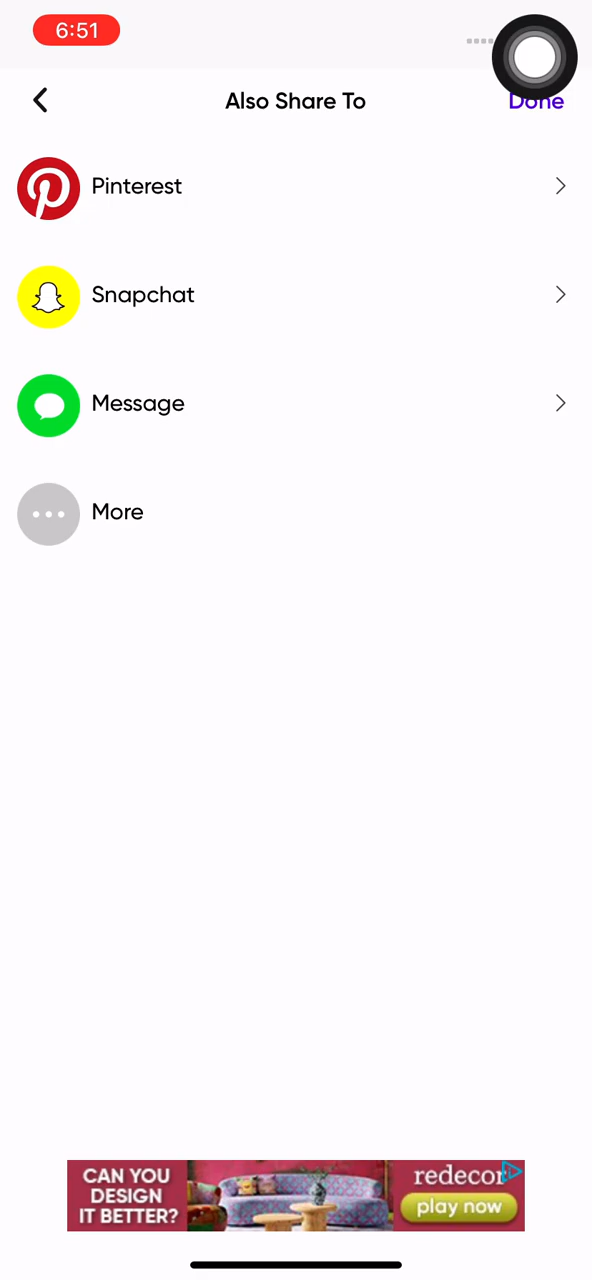 6:51
Also Share To
Done
Pinterest
Snapchat
Message
More
CAN YOU
DESIGN
IT BETTER?
redecor
play now